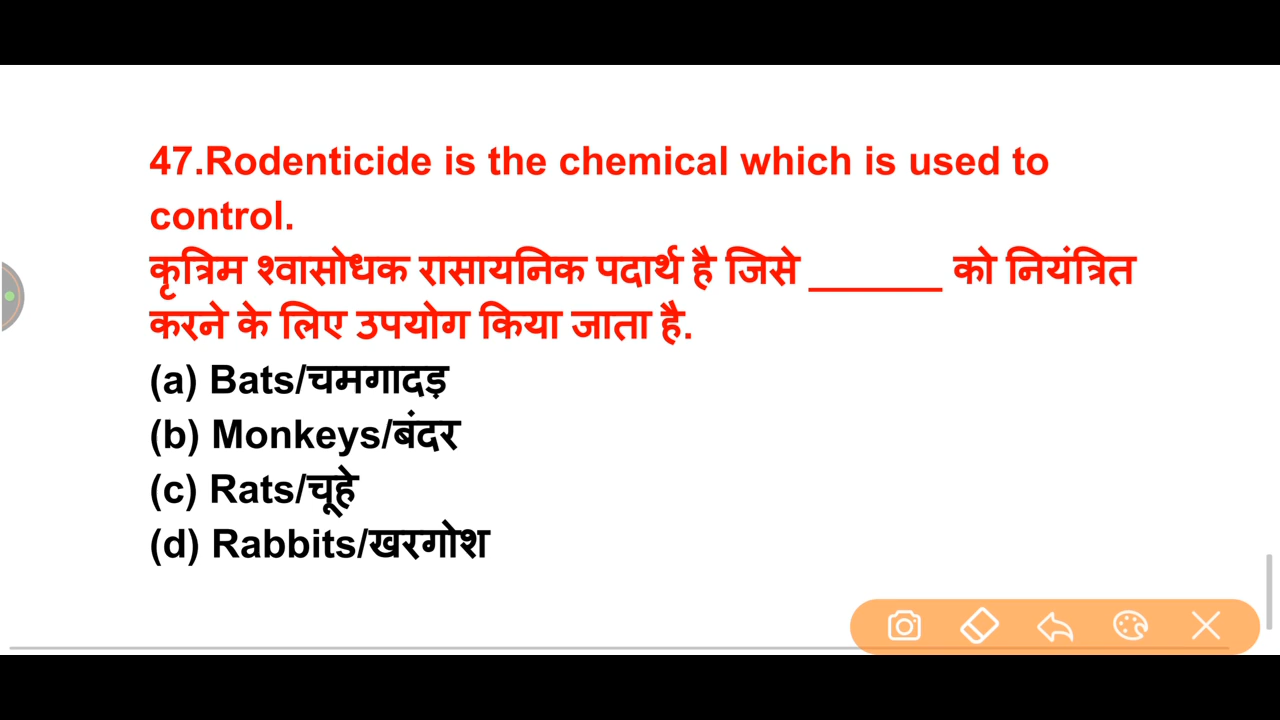 47.Rodenticide is the chemical which is used to
control.
कृत्रिम श्वासोधक रासायनिक पदार्थ है जिसे ______ को नियंत्रित
करने के लिए उपयोग किया जाता है.
(a) Bats/चमगादड़
(b) Monkeys/बंदर
(c) Rats/चूहे
(d) Rabbits/खरगोश